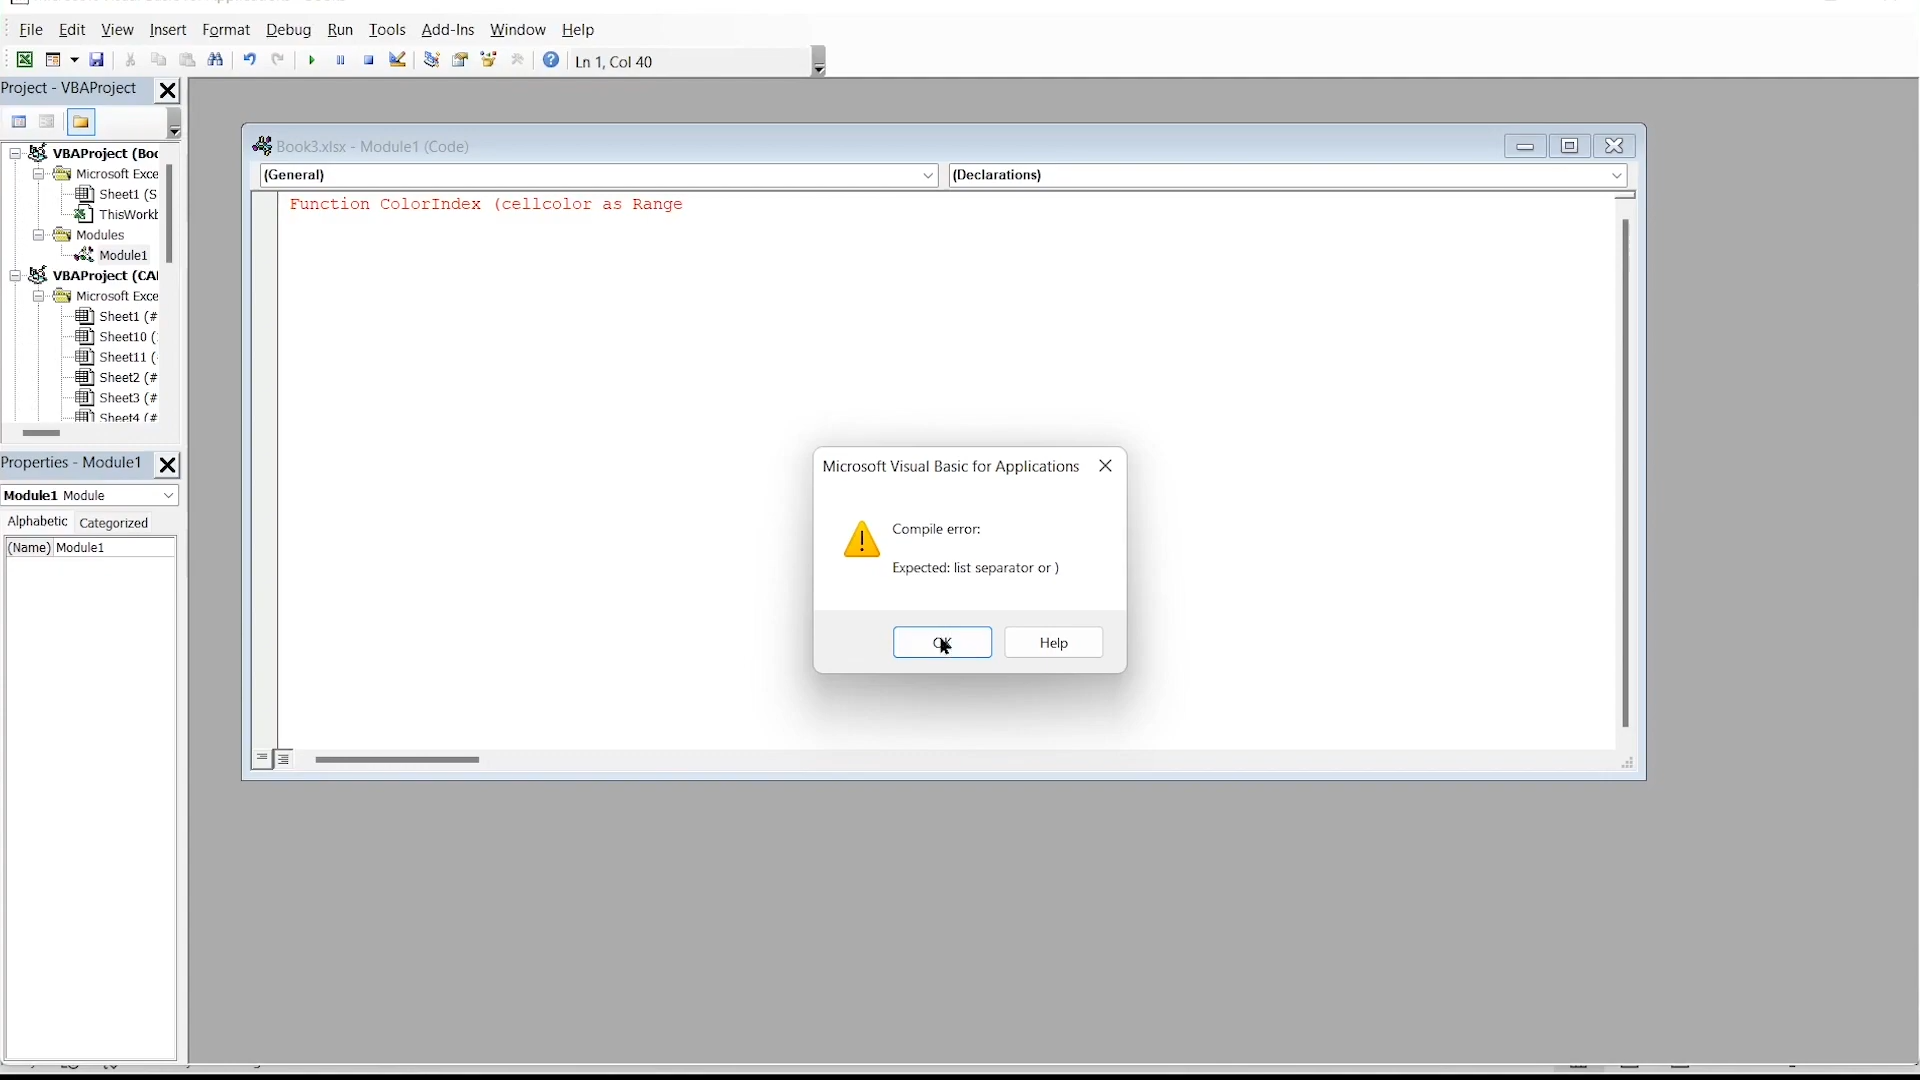 File Edit View Insert Format Debug Run Tools Add-Ins Window Help
Ln 1, Col 40
Project - VBAProject
VBAProject (Boo
Microsoft Exce
Sheet1 (S
ThisWorkb
Modules
Module1
VBAProject (CAI
Microsoft Exce
Sheet1 (#
Sheet10 (
Sheet11 (
Sheet2 (#
Sheet3 (#
Sheet4 (#
Properties - Module1
Module1 Module
Alphabetic Categorized
(Name) Module1
Book3.xlsx - Module1 (Code)
(General) (Declarations)
Function ColorIndex (cellcolor as Range
Microsoft Visual Basic for Applications
Compile error:
Expected: list separator or )
OK Help